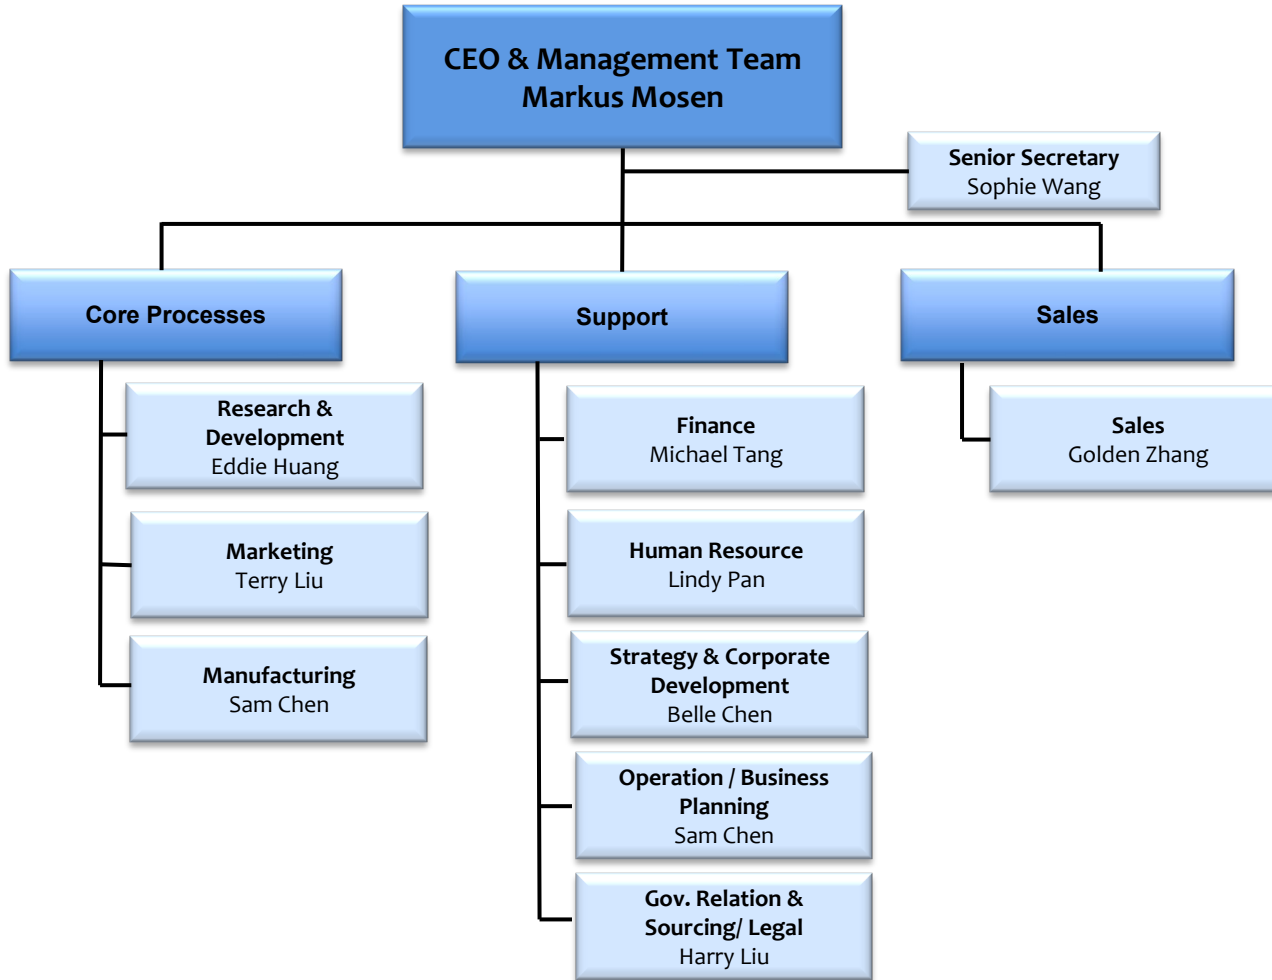 CEO & Management Team
Markus Mosen
Senior Secretary
Sophie Wang
Core Processes
Support
Sales
Research &
Development
Eddie Huang
Marketing
Terry Liu
Manufacturing
Sam Chen
Finance
Michael Tang
Human Resource
Lindy Pan
Strategy & Corporate
Development
Belle Chen
Operation / Business
Planning
Sam Chen
Gov. Relation &
Sourcing/ Legal
Harry Liu
Sales
Golden Zhang